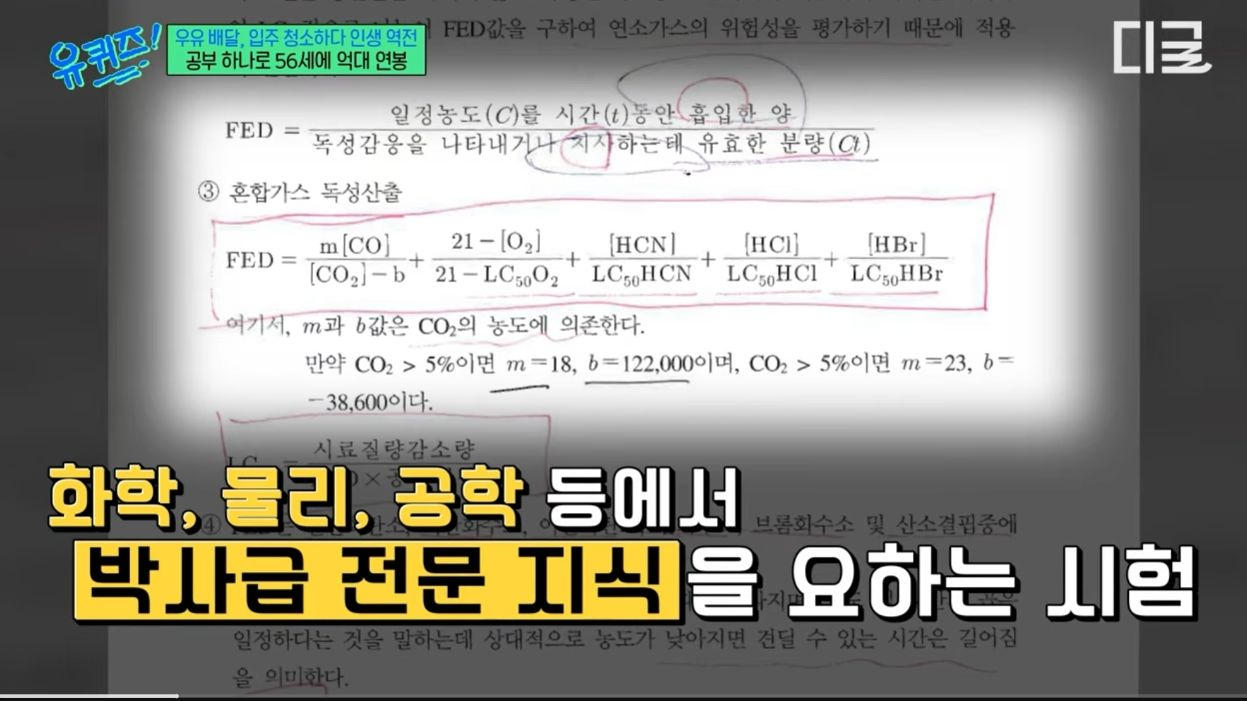 FED값을 구하여 연소가스의 위험성을 평가하기 때문에 적용
유퀴즈!
우유 배달, 입주 청소하다 인생 역전
공부 하나로 56세에 억대 연봉
디글
FED = 일정농도(C)를 시간(t)동안 흡입한 양 / 독성감응을 나타내거나 치사하는데 유효한 분량(Ct)
③ 혼합가스 독성산출
FED = m[CO] / [CO₂]-b + 21-[O₂] / 21-LC₅₀O₂ + [HCN] / LC₅₀HCN + [HCl] / LC₅₀HCl + [HBr] / LC₅₀HBr
여기서, m과 b값은 CO₂의 농도에 의존한다.
만약 CO₂ > 5%이면 m=18, b=122,000이며, CO₂ > 5%이면 m=23, b=
-38,600이다.
시료질량감소량
화학, 물리, 공학 등에서
④ 브롬화수소 및 산소결핍증에
박사급 전문 지식을 요하는 시험
일정하다는 것을 말하는데 상대적으로 농도가 낮아지면 견딜 수 있는 시간은 길어짐
을 의미한다.